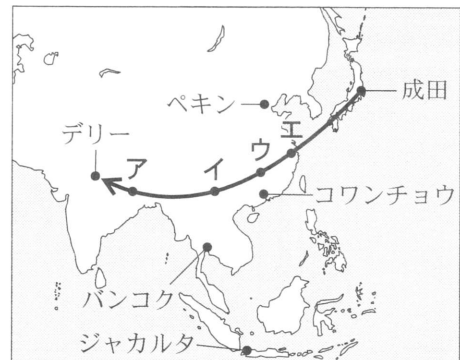 ペキン
成田
エ
デリー
ウ
ア
イ
コワンチョウ
バンコク
ジャカルタ